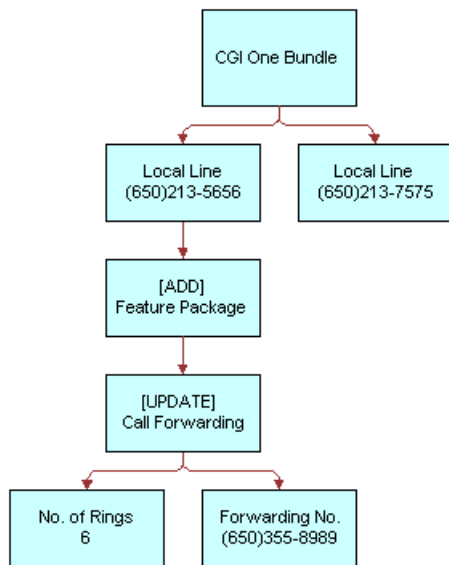 CGI One Bundle
Local Line
(650)213-5656
Local Line
(650)213-7575
[ADD]
Feature Package
[UPDATE]
Call Forwarding
No. of Rings
6
Forwarding No.
(650)355-8989